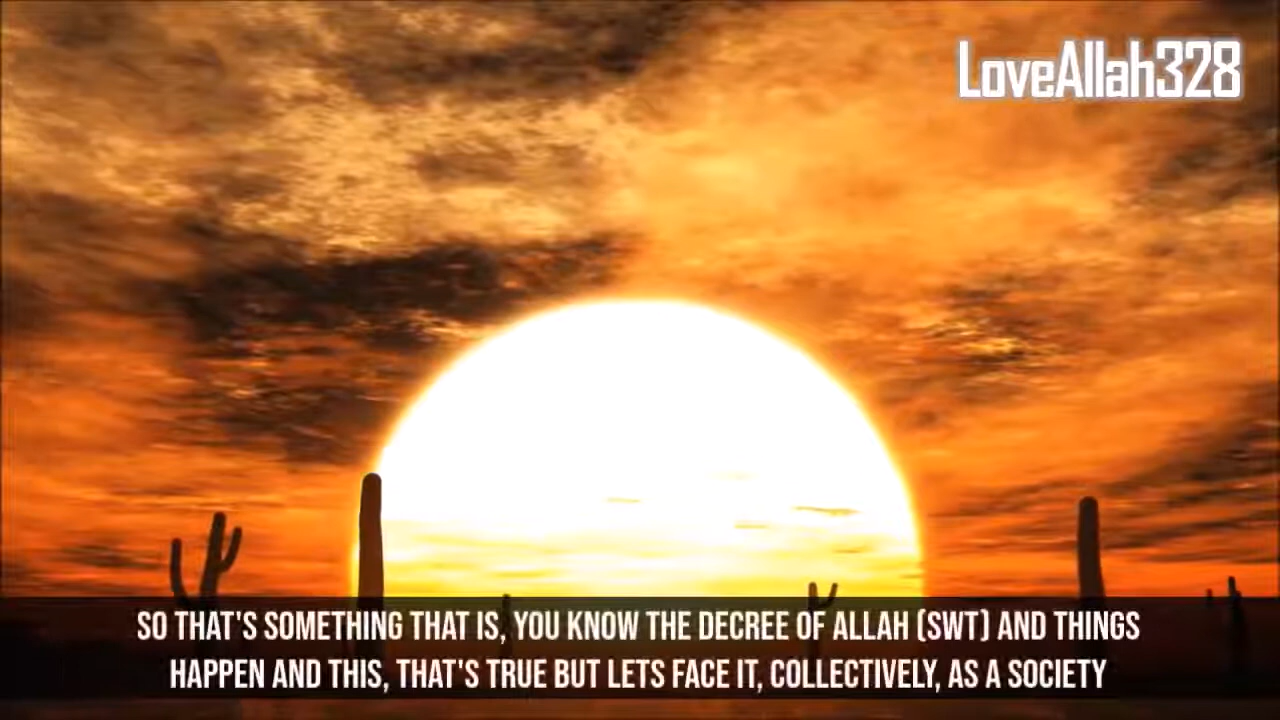 LoveAllah328
SO THAT'S SOMETHING THAT IS, YOU KNOW THE DECREE OF ALLAH (SWT) AND THINGS
HAPPEN AND THIS, THAT'S TRUE BUT LETS FACE IT, COLLECTIVELY, AS A SOCIETY